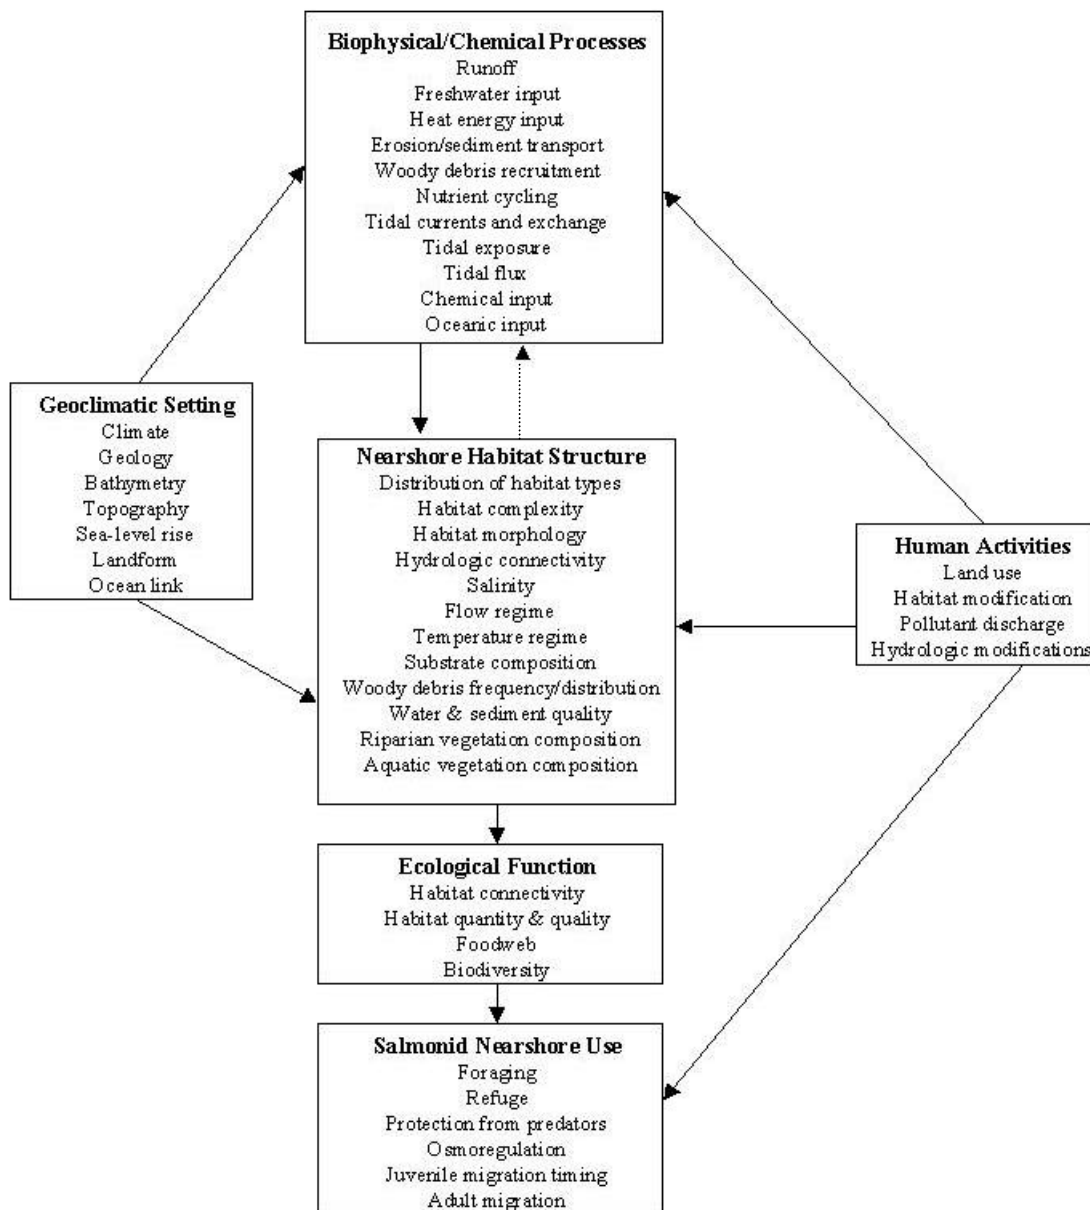 Biophysical/Chemical Processes
Runoff
Freshwater input
Heat energy input
Erosion/sediment transport
Woody debris recruitment
Nutrient cycling
Tidal currents and exchange
Tidal exposure
Tidal flux
Chemical input
Oceanic input
Geoclimatic Setting
Climate
Geology
Bathymetry
Topography
Sea-level rise
Landform
Ocean link
Nearshore Habitat Structure
Distribution of habitat types
Habitat complexity
Habitat morphology
Hydrologic connectivity
Salinity
Flow regime
Temperature regime
Substrate composition
Woody debris frequency/distribution
Water & sediment quality
Riparian vegetation composition
Aquatic vegetation composition
Human Activities
Land use
Habitat modification
Pollutant discharge
Hydrologic modifications
Ecological Function
Habitat connectivity
Habitat quantity & quality
Foodweb
Biodiversity
Salmonid Nearshore Use
Foraging
Refuge
Protection from predators
Osmoregulation
Juvenile migration timing
Adult migration